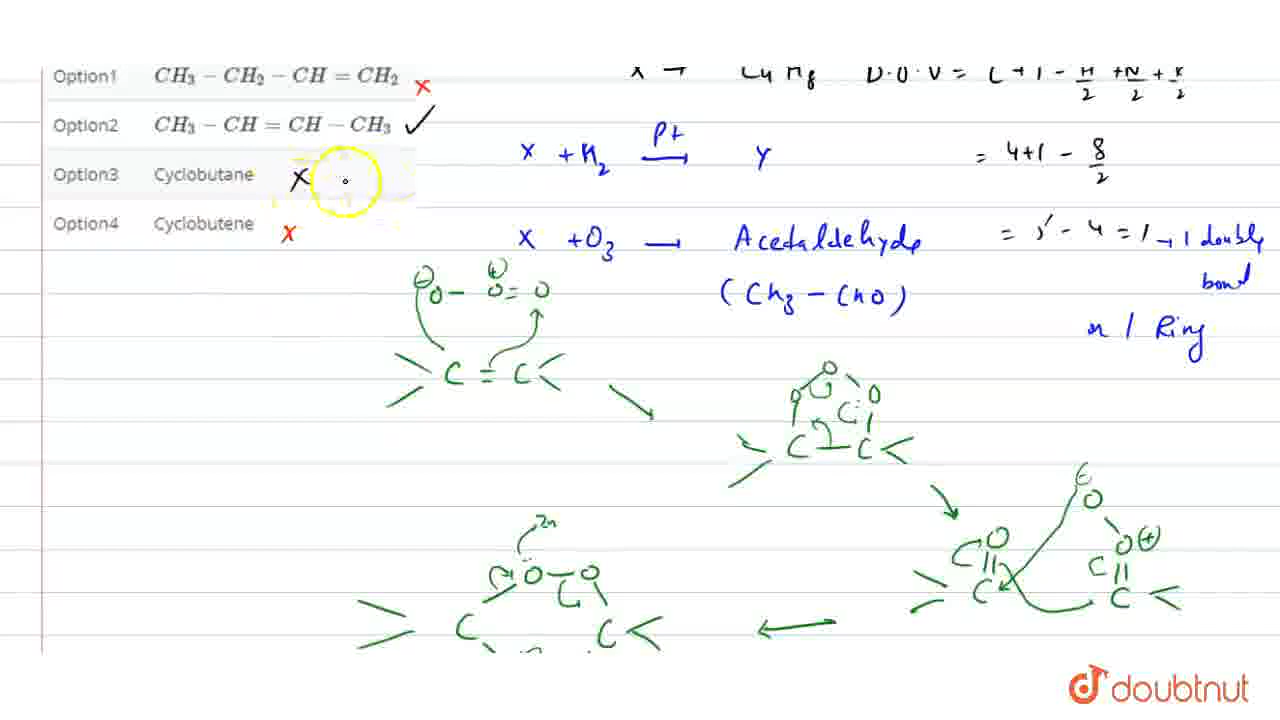 Option1 CH₃ − CH₂ − CH = CH₂ X
Option2 CH₃ − CH = CH − CH₃ ✓
Option3 Cyclobutane X
Option4 Cyclobutene X
X → C4 H8 D.O.U = C+1 - H/2 + N/2 + X/2
= 4+1 - 8/2
= 5 - 4 = 1 → 1 double
bond
or 1 Ring
X + H₂ Pt → Y
X + O₃ → Acetaldehyde
(CH₃ - CHO)
⊖ O - O ⊕ = O
C = C
O
O O
C - C
⊖ O
O O ⊕
C C
Zn
O - O
C C
doubtnut